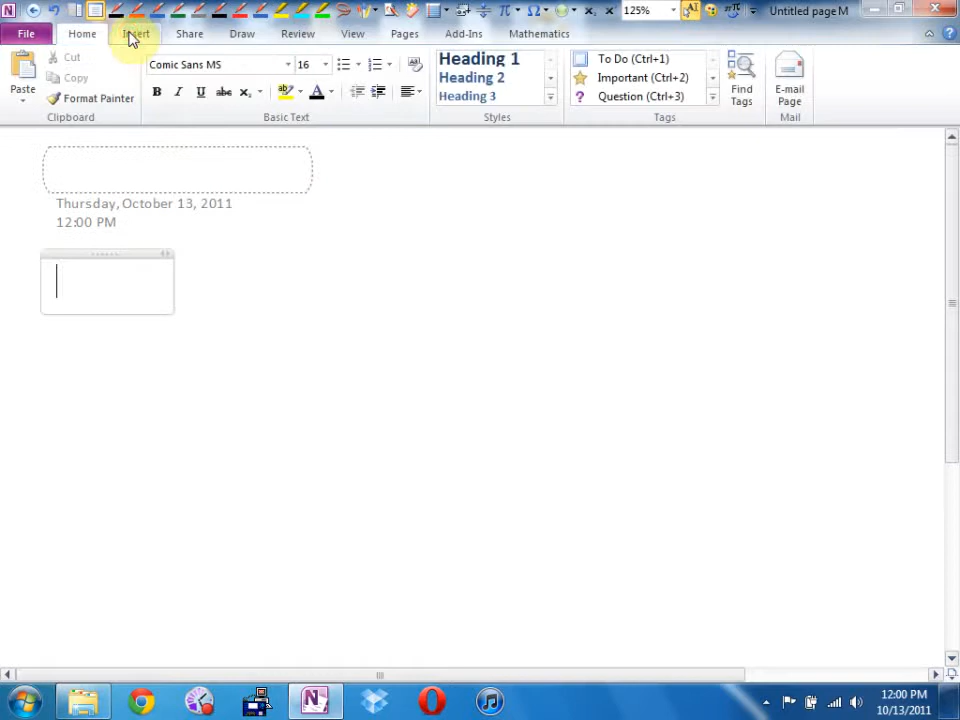 125%
Untitled page M
File Home Insert Share Draw Review View Pages Add-Ins Mathematics
Paste
Cut
Copy
Format Painter
Clipboard
Comic Sans MS 16
B I U abc x₂
A
Basic Text
Heading 1
Heading 2
Heading 3
Styles
To Do (Ctrl+1)
Important (Ctrl+2)
? Question (Ctrl+3)
Tags
Find
Tags
E-mail
Page
Mail
Thursday, October 13, 2011
12:00 PM
12:00 PM
10/13/2011